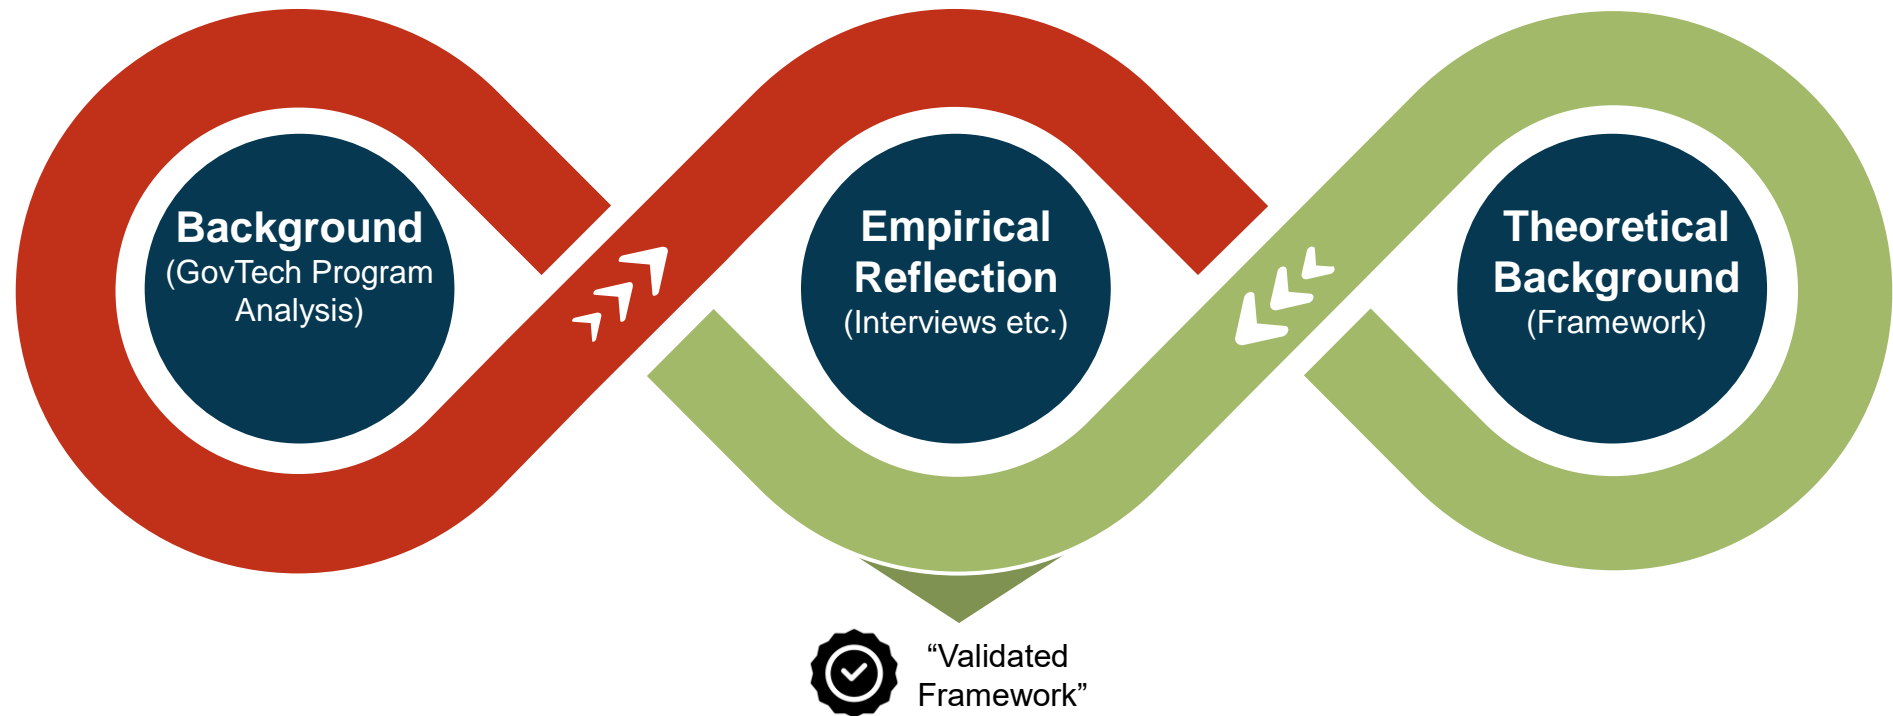 Background
(GovTech Program
Analysis)
Empirical
Reflection
(Interviews etc.)
Theoretical
Background
(Framework)
“Validated
Framework”